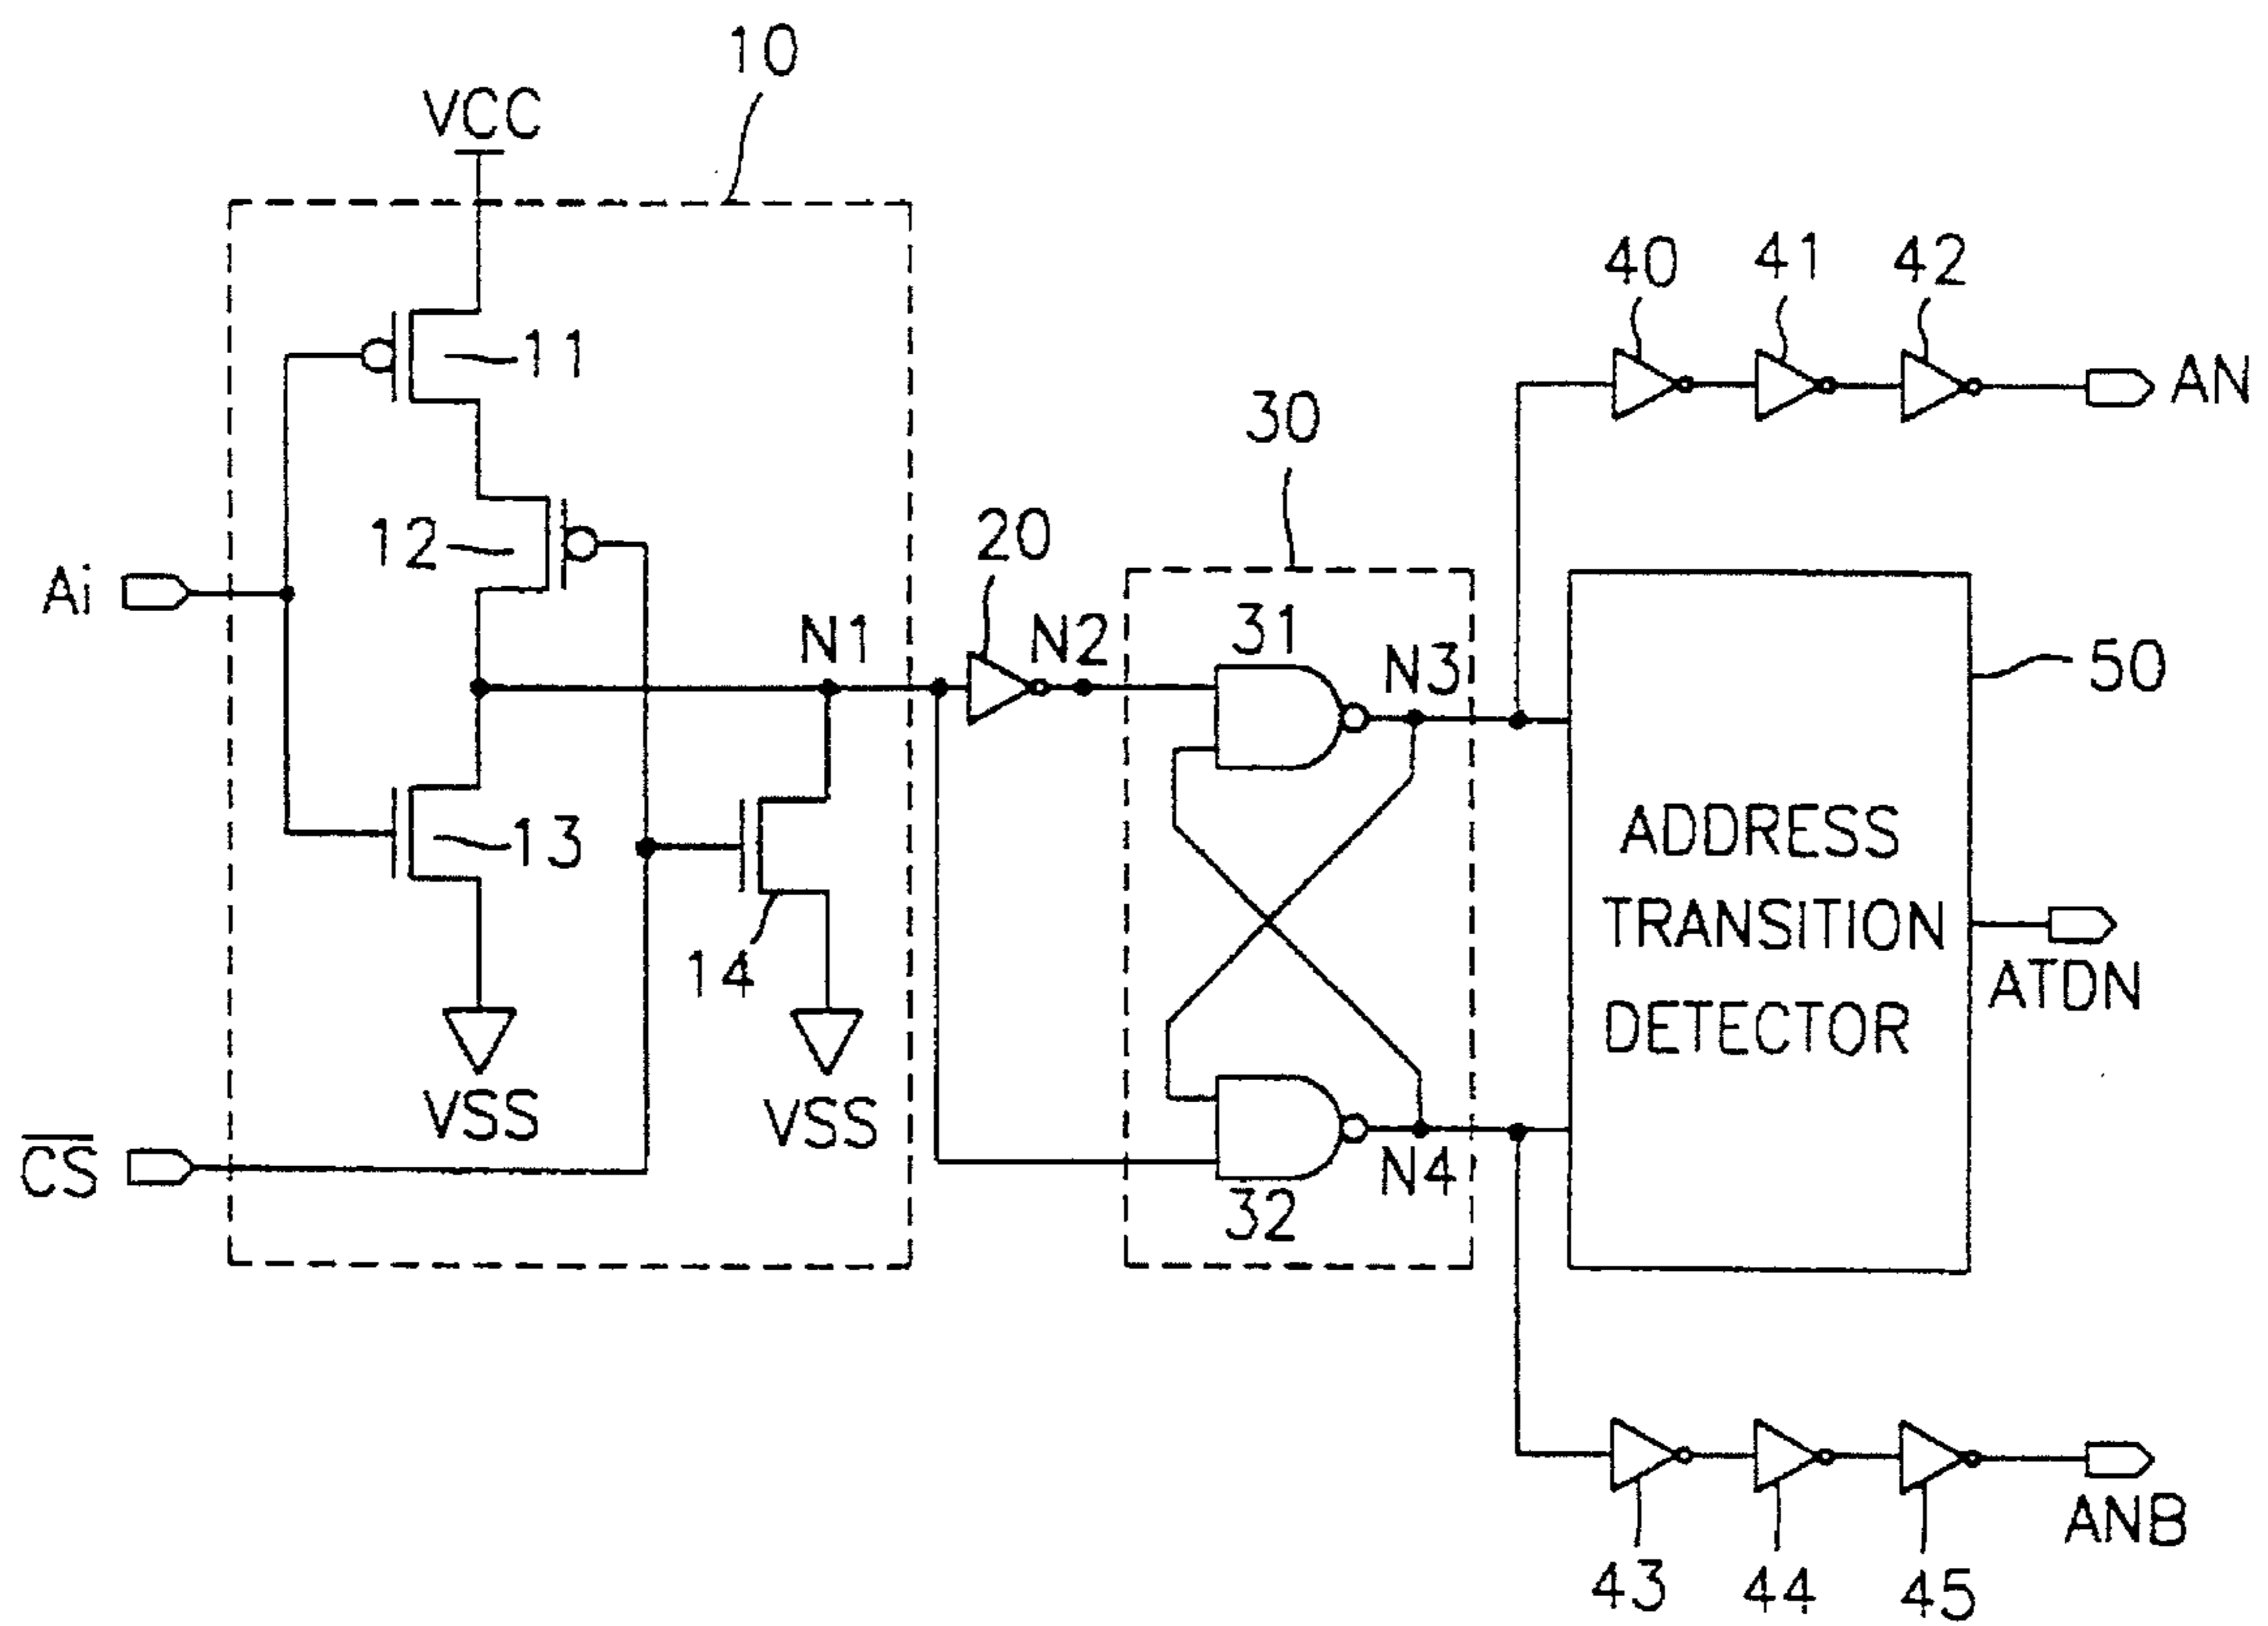 10
VCC
40
41
42
11
AN
30
12
20
Ai
N1
N2
31
N3
50
13
ADDRESS
TRANSITION
DETECTOR
14
ATDN
VSS
VSS
C̅S̅
N4
32
ANB
43
44
45